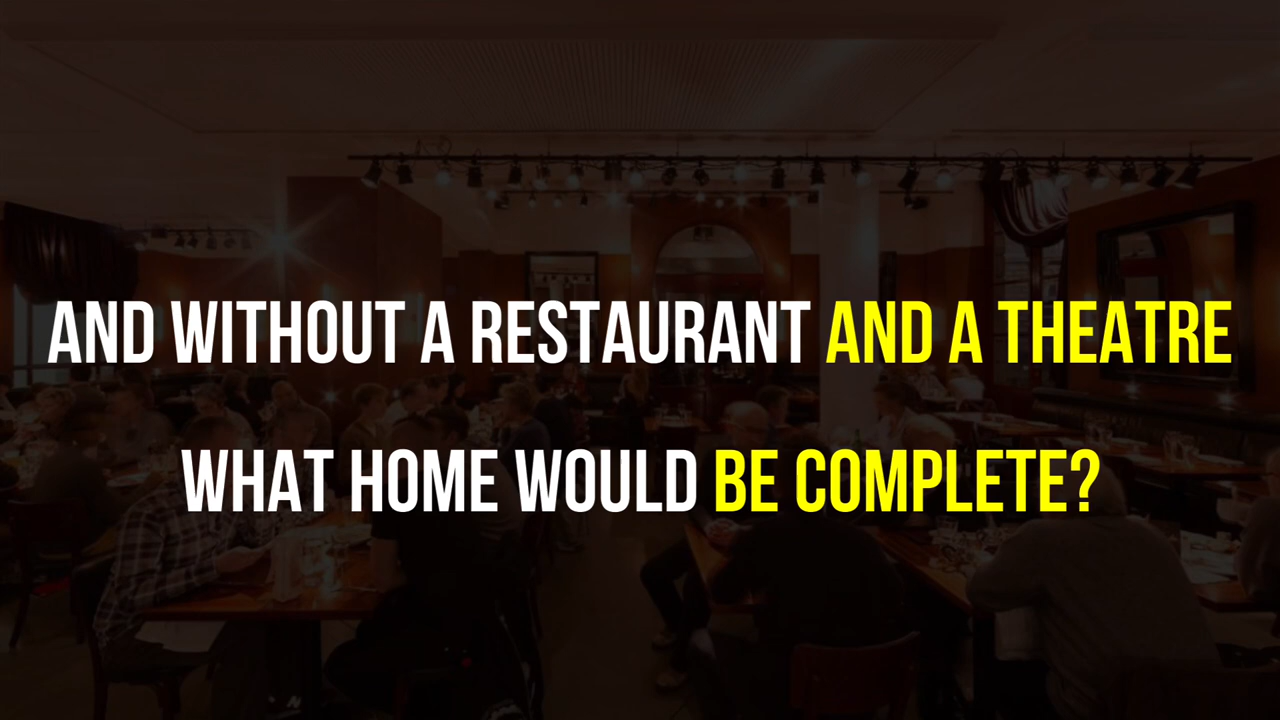 AND WITHOUT A RESTAURANT AND A THEATRE
WHAT HOME WOULD BE COMPLETE?